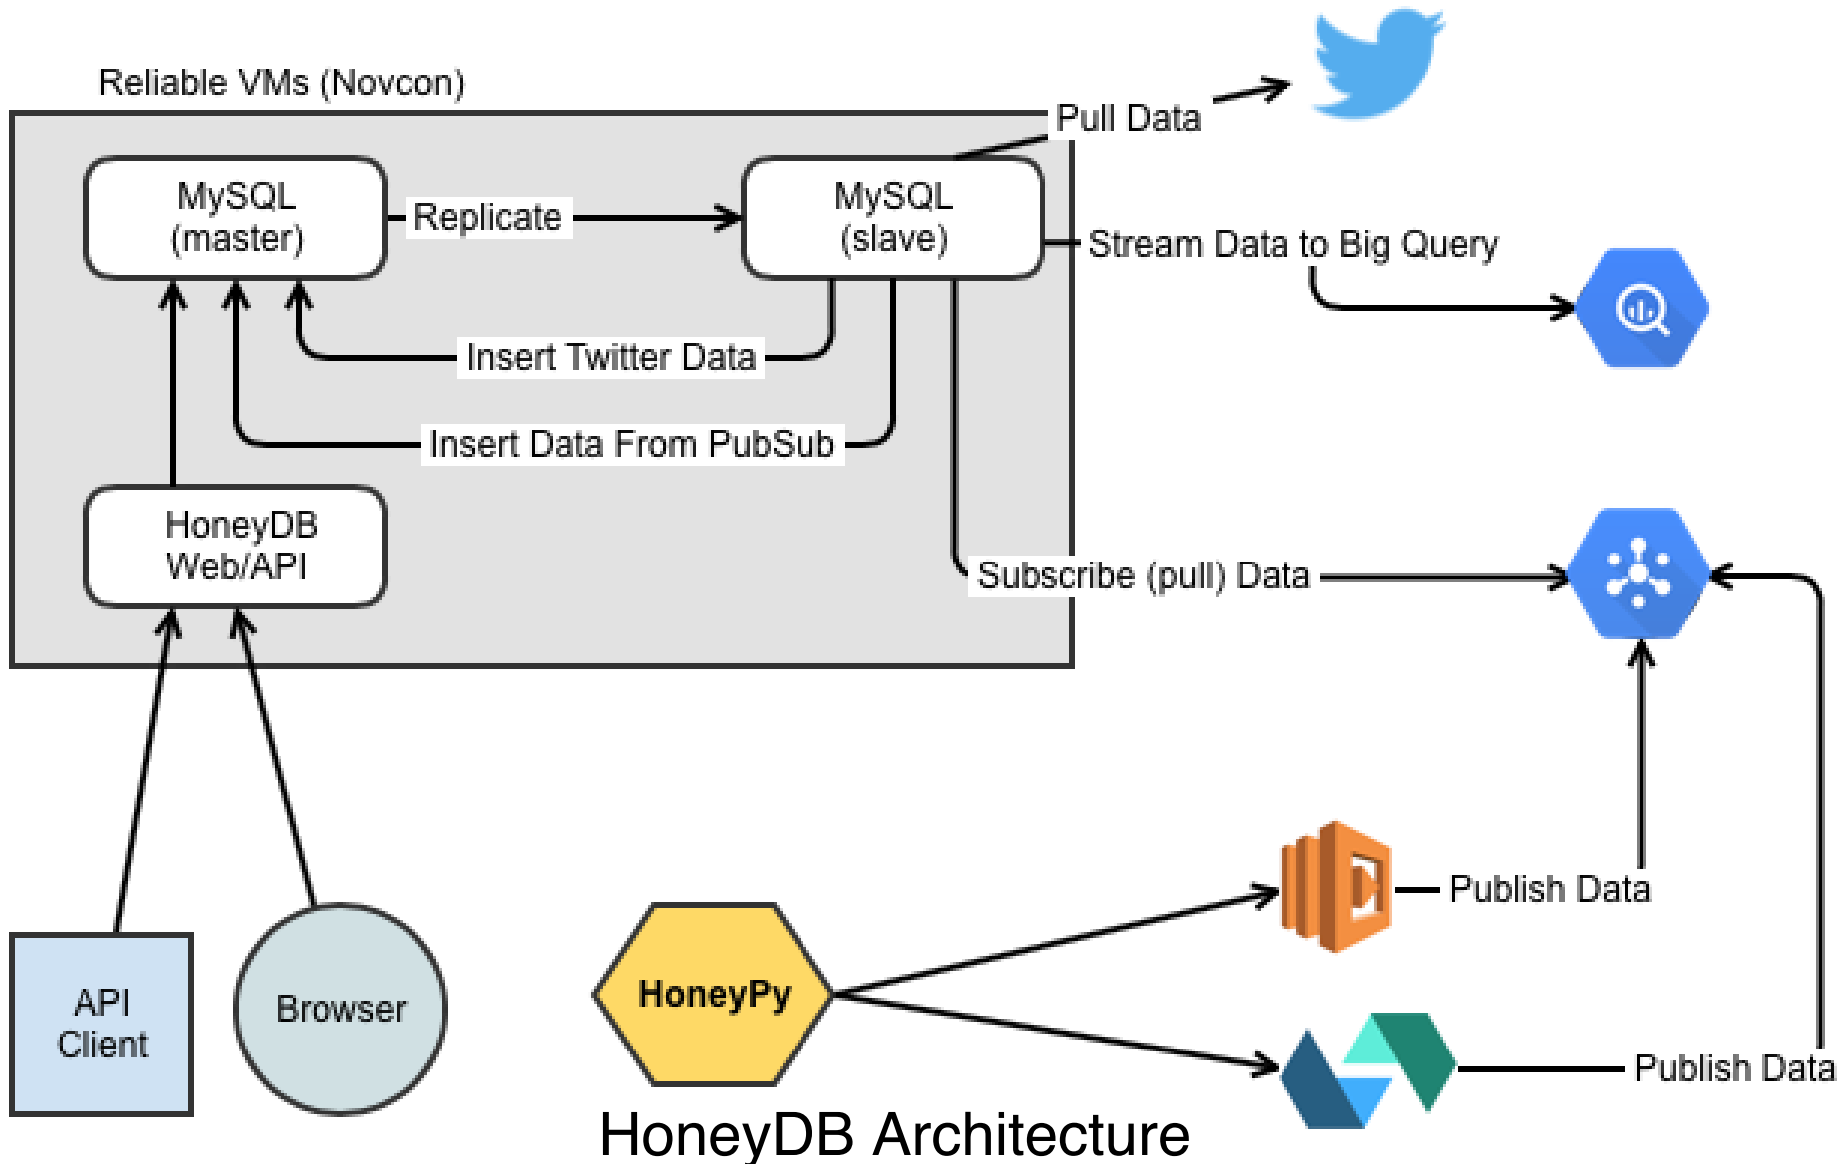 Reliable VMs (Novcon)
Pull Data
MySQL
(master)
Replicate
MySQL
(slave)
Stream Data to Big Query
Insert Twitter Data
Insert Data From PubSub
HoneyDB
Web/API
Subscribe (pull) Data
Publish Data
API
Client
Browser
HoneyPy
Publish Data
HoneyDB Architecture